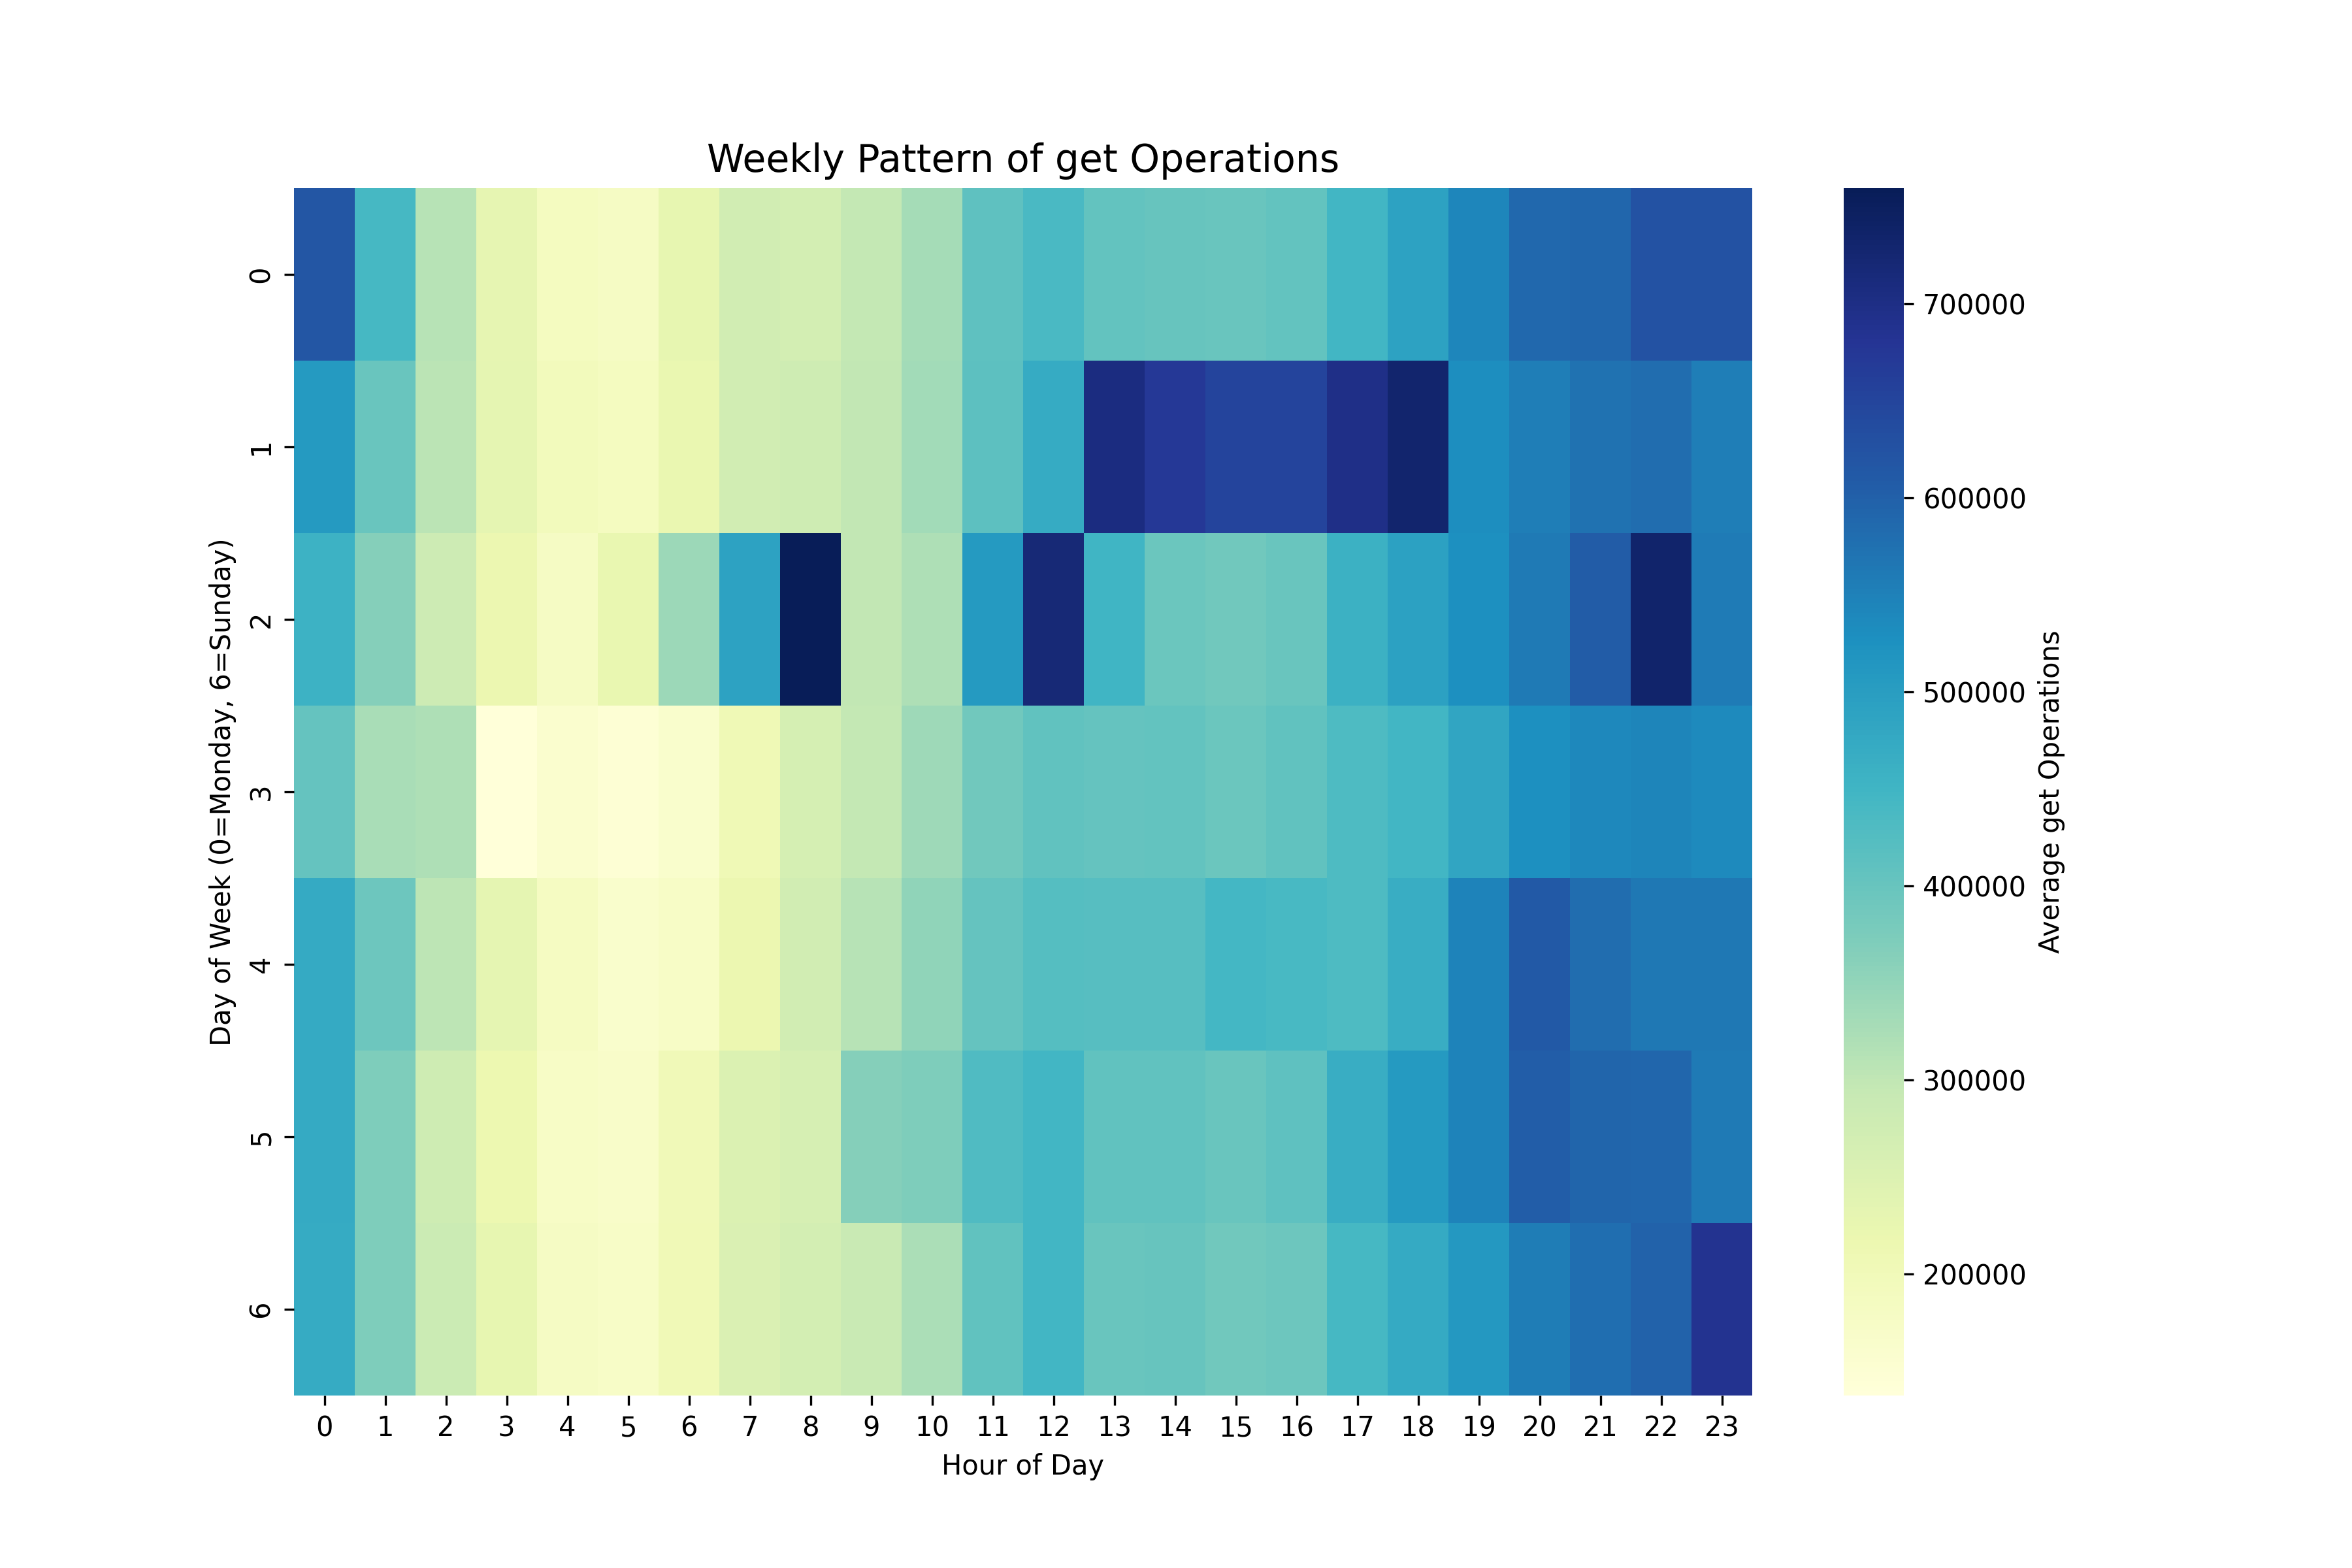 Weekly Pattern of get Operations
Day of Week (0=Monday, 6=Sunday)
0
1
2
3
4
5
6
0 1 2 3 4 5 6 7 8 9 10 11 12 13 14 15 16 17 18 19 20 21 22 23
Hour of Day
700000
600000
500000
400000
300000
200000
Average get Operations